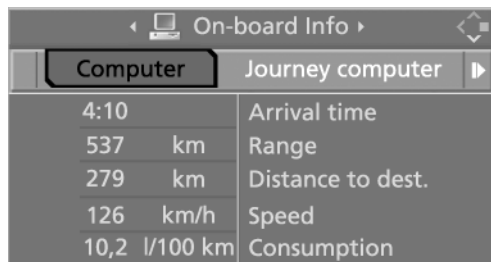 On-board Info
Computer Journey computer
4:10 Arrival time
537 km Range
279 km Distance to dest.
126 km/h Speed
10,2 l/100 km Consumption